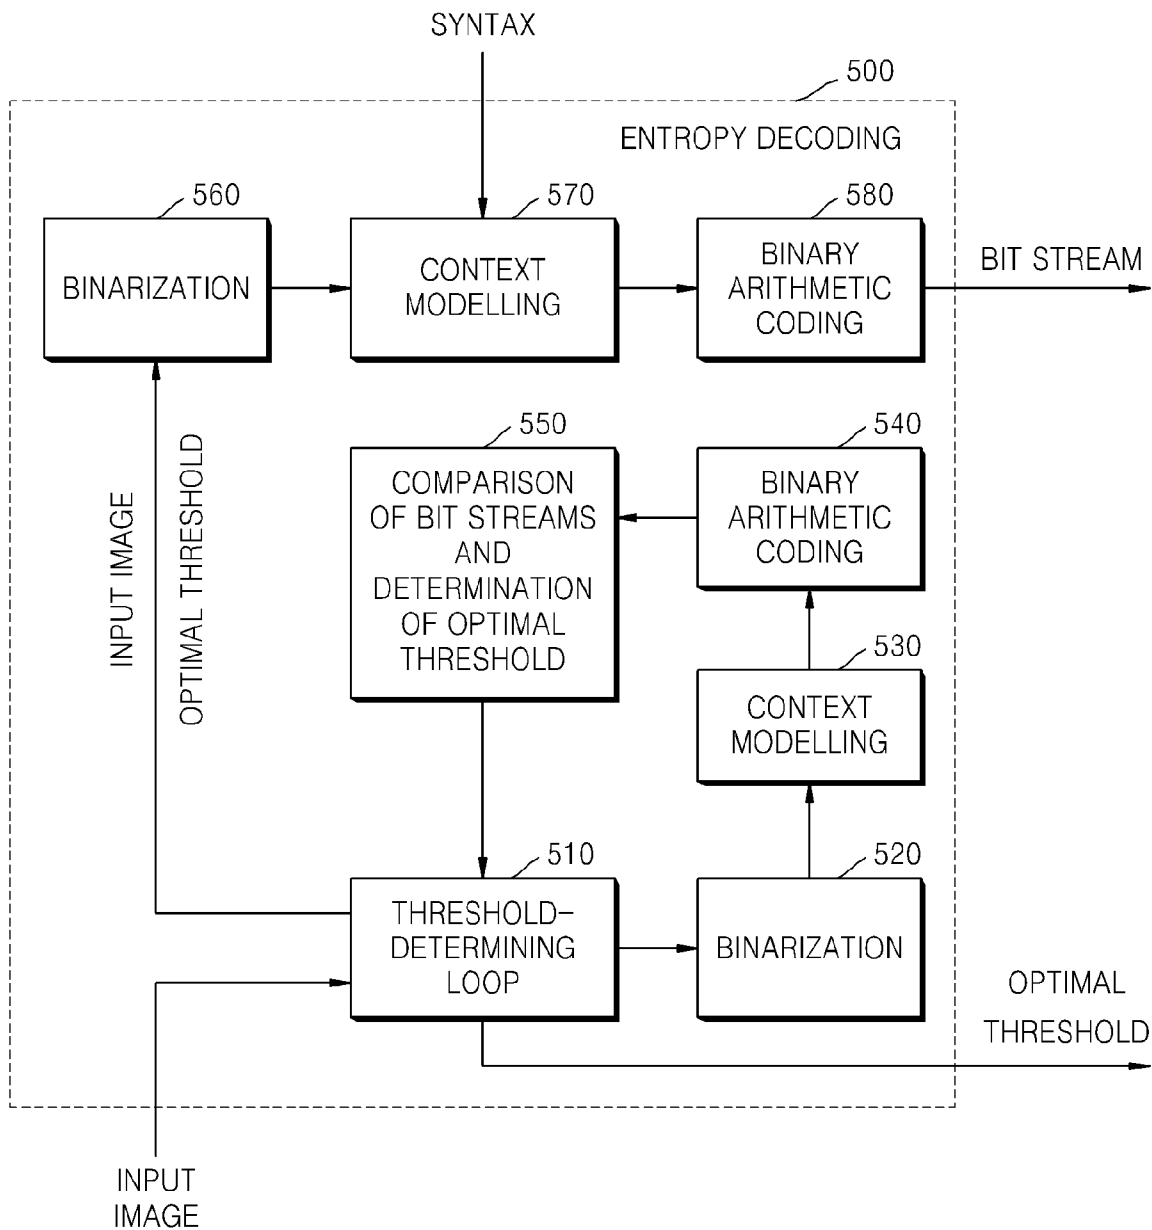 SYNTAX
500
ENTROPY DECODING
560
570
580
BINARIZATION
CONTEXT
MODELLING
BINARY
ARITHMETIC
CODING
BIT STREAM
550
540
INPUT IMAGE
OPTIMAL THRESHOLD
COMPARISON
OF BIT STREAMS
AND
DETERMINATION
OF OPTIMAL
THRESHOLD
BINARY
ARITHMETIC
CODING
530
CONTEXT
MODELLING
510
520
THRESHOLD-
DETERMINING
LOOP
BINARIZATION
OPTIMAL
THRESHOLD
INPUT
IMAGE